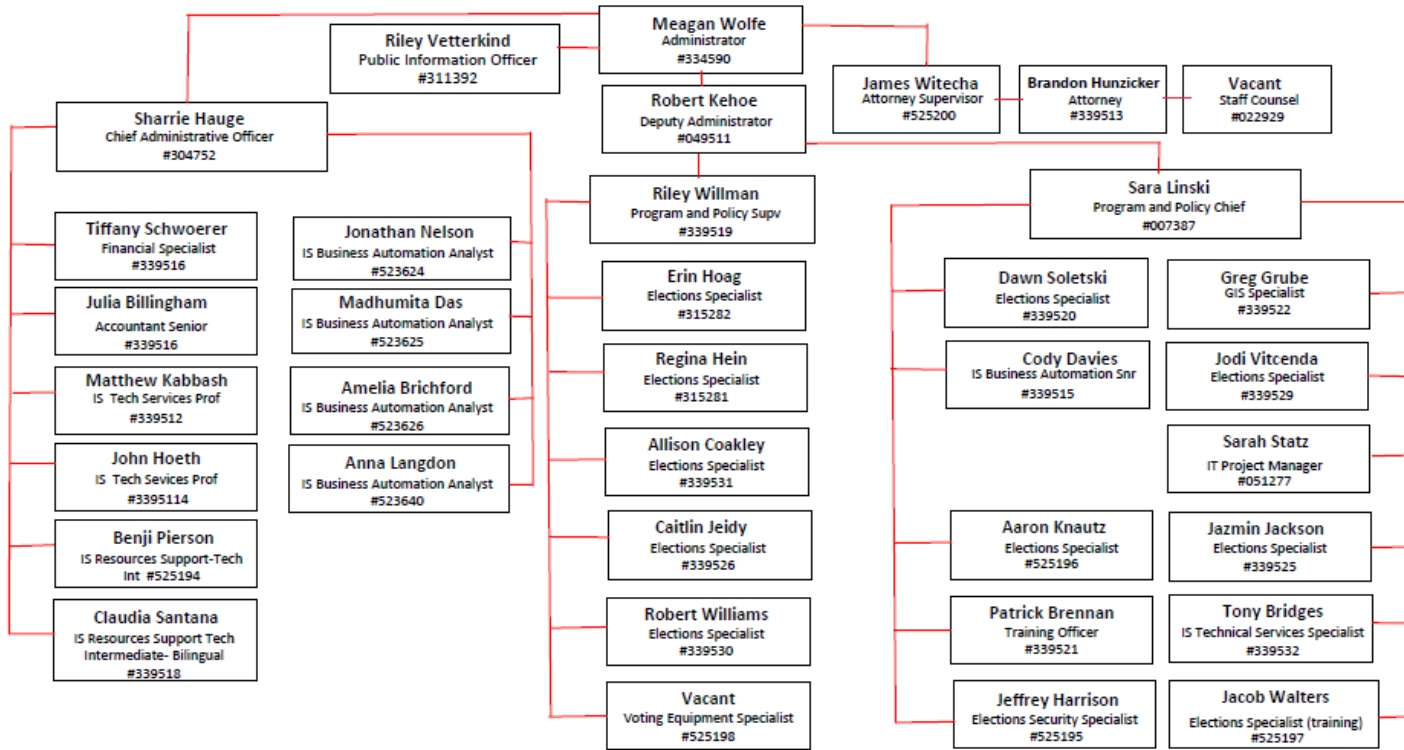 Meagan Wolfe
Administrator
#334590
Riley Vetterkind
Public Information Officer
#311392
James Witecha
Attorney Supervisor
#525200
Brandon Hunzicker
Attorney
#339513
Vacant
Staff Counsel
#022929
Robert Kehoe
Deputy Administrator
#049511
Sharrie Hauge
Chief Administrative Officer
#304752
Tiffany Schwoerer
Financial Specialist
#339516
Julia Billingham
Accountant Senior
#339516
Matthew Kabbash
IS Tech Services Prof
#339512
John Hoeth
IS Tech Sevices Prof
#3395114
Benji Pierson
IS Resources Support-Tech
Int #525194
Claudia Santana
IS Resources Support Tech
Intermediate- Bilingual
#339518
Jonathan Nelson
IS Business Automation Analyst
#523624
Madhumita Das
IS Business Automation Analyst
#523625
Amelia Brichford
IS Business Automation Analyst
#523626
Anna Langdon
IS Business Automation Analyst
#523640
Riley Willman
Program and Policy Supv
#339519
Erin Hoag
Elections Specialist
#315282
Regina Hein
Elections Specialist
#315281
Allison Coakley
Elections Specialist
#339531
Caitlin Jeidy
Elections Specialist
#339526
Robert Williams
Elections Specialist
#339530
Vacant
Voting Equipment Specialist
#525198
Sara Linski
Program and Policy Chief
#007387
Dawn Soletski
Elections Specialist
#339520
Cody Davies
IS Business Automation Snr
#339515
Aaron Knautz
Elections Specialist
#525196
Patrick Brennan
Training Officer
#339521
Jeffrey Harrison
Elections Security Specialist
#525195
Greg Grube
GIS Specialist
#339522
Jodi Vitcenda
Elections Specialist
#339529
Sarah Statz
IT Project Manager
#051277
Jazmin Jackson
Elections Specialist
#339525
Tony Bridges
IS Technical Services Specialist
#339532
Jacob Walters
Elections Specialist (training)
#525197